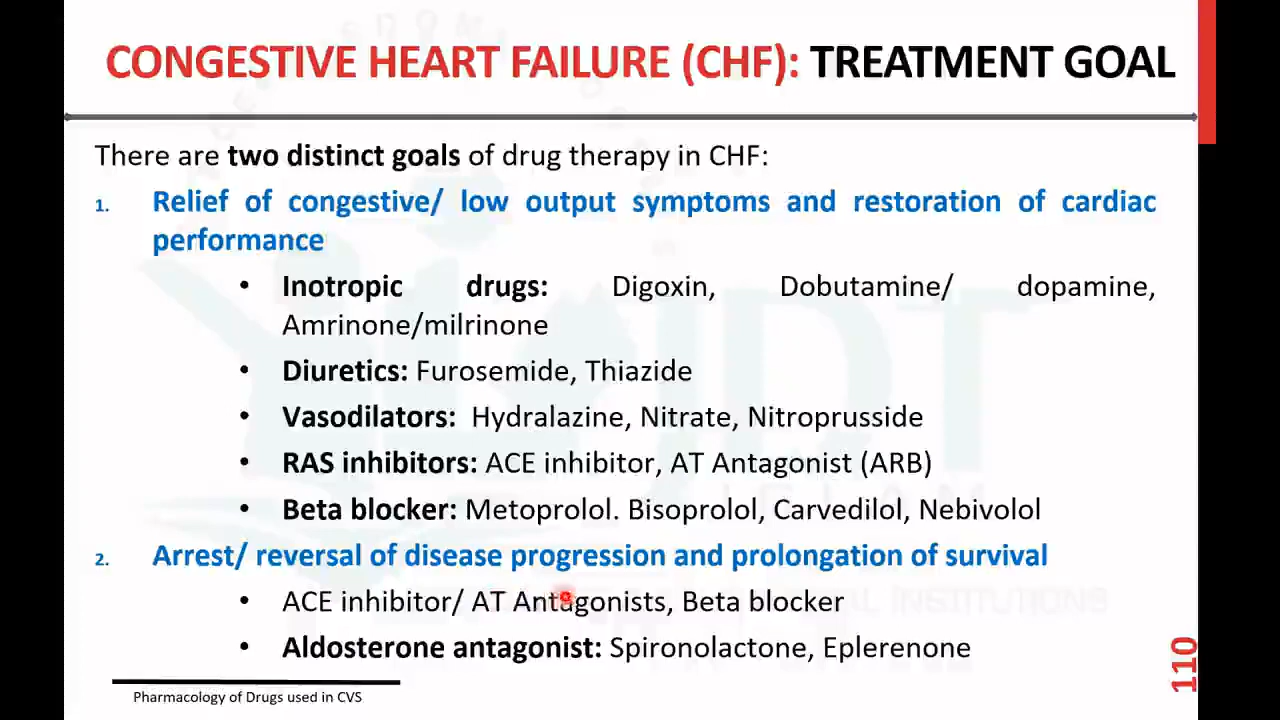 CONGESTIVE HEART FAILURE (CHF): TREATMENT GOAL
There are two distinct goals of drug therapy in CHF:
1. Relief of congestive/ low output symptoms and restoration of cardiac
performance
• Inotropic drugs: Digoxin, Dobutamine/ dopamine,
Amrinone/milrinone
• Diuretics: Furosemide, Thiazide
• Vasodilators: Hydralazine, Nitrate, Nitroprusside
• RAS inhibitors: ACE inhibitor, AT Antagonist (ARB)
• Beta blocker: Metoprolol. Bisoprolol, Carvedilol, Nebivolol
2. Arrest/ reversal of disease progression and prolongation of survival
• ACE inhibitor/ AT Antagonists, Beta blocker
• Aldosterone antagonist: Spironolactone, Eplerenone
Pharmacology of Drugs used in CVS
110